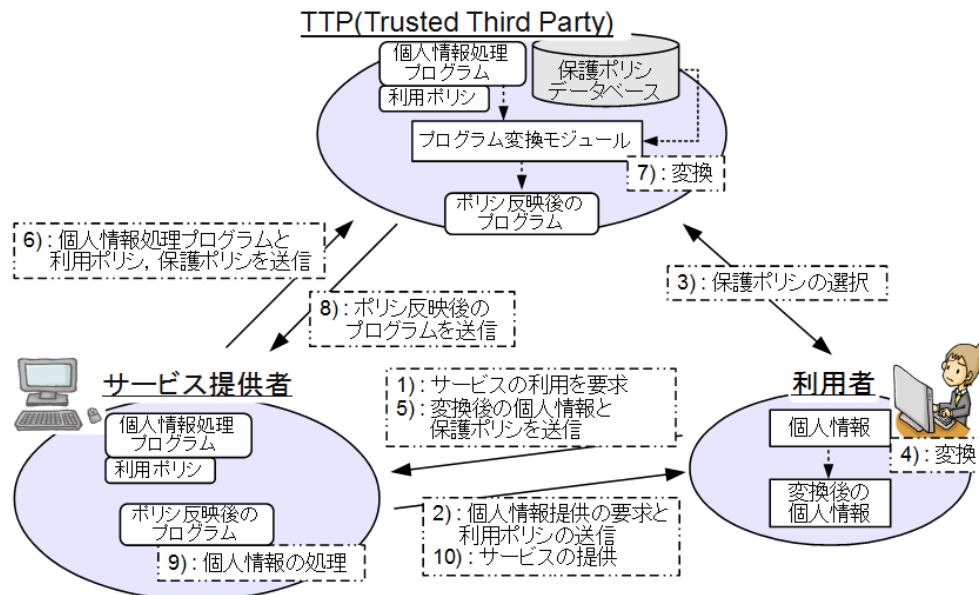 TTP(Trusted Third Party)
個人情報処理
プログラム
利用ポリシ
保護ポリシ
データベース
プログラム変換モジュール
7) : 変換
ポリシ反映後の
プログラム
6) : 個人情報処理プログラムと
利用ポリシ, 保護ポリシを送信
3) : 保護ポリシの選択
8) : ポリシ反映後の
プログラムを送信
サービス提供者
1) : サービスの利用を要求
5) : 変換後の個人情報と
保護ポリシを送信
利用者
個人情報処理
プログラム
利用ポリシ
個人情報
4) : 変換
変換後の
個人情報
ポリシ反映後の
プログラム
9) : 個人情報の処理
2) : 個人情報提供の要求と
利用ポリシの送信
10) : サービスの提供